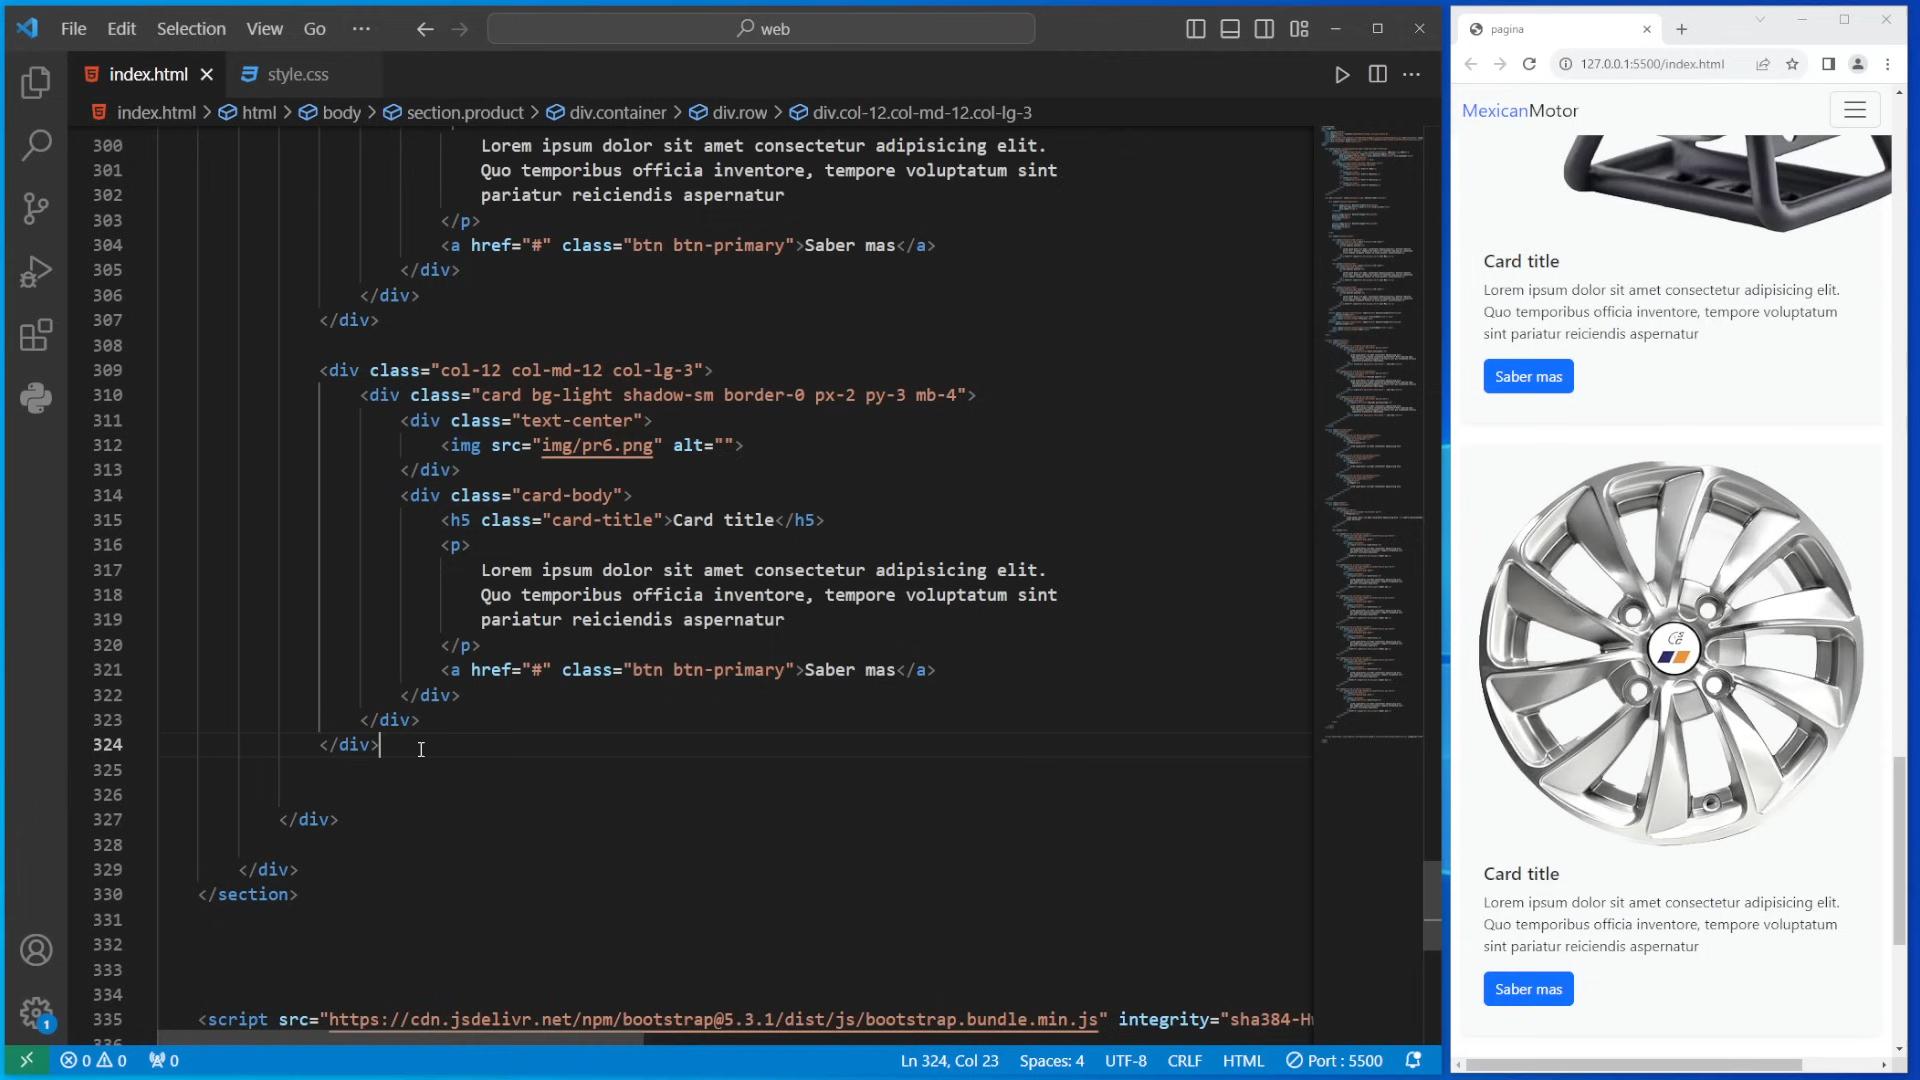 File Edit Selection View Go ··· web
index.html style.css
index.html > html > body > section.product > div.container > div.row > div.col-12.col-md-12.col-lg-3
300 Lorem ipsum dolor sit amet consectetur adipisicing elit.
301 Quo temporibus officia inventore, tempore voluptatum sint
302 pariatur reiciendis aspernatur
303 </p>
304 <a href="#" class="btn btn-primary">Saber mas</a>
305 </div>
306 </div>
307 </div>
308
309 <div class="col-12 col-md-12 col-lg-3">
310 <div class="card bg-light shadow-sm border-0 px-2 py-3 mb-4">
311 <div class="text-center">
312 <img src="img/pr6.png" alt="">
313 </div>
314 <div class="card-body">
315 <h5 class="card-title">Card title</h5>
316 <p>
317 Lorem ipsum dolor sit amet consectetur adipisicing elit.
318 Quo temporibus officia inventore, tempore voluptatum sint
319 pariatur reiciendis aspernatur
320 </p>
321 <a href="#" class="btn btn-primary">Saber mas</a>
322 </div>
323 </div>
324 </div>
325
326
327 </div>
328
329 </div>
330 </section>
331
332
333
334
335 <script src="https://cdn.jsdelivr.net/npm/bootstrap@5.3.1/dist/js/bootstrap.bundle.min.js" integrity="sha384-H
1
0 0 0 Ln 324, Col 23 Spaces: 4 UTF-8 CRLF HTML Port : 5500
pagina
127.0.0.1:5500/index.html
MexicanMotor
Card title
Lorem ipsum dolor sit amet consectetur adipisicing elit.
Quo temporibus officia inventore, tempore voluptatum
sint pariatur reiciendis aspernatur
Saber mas
Card title
Lorem ipsum dolor sit amet consectetur adipisicing elit.
Quo temporibus officia inventore, tempore voluptatum
sint pariatur reiciendis aspernatur
Saber mas